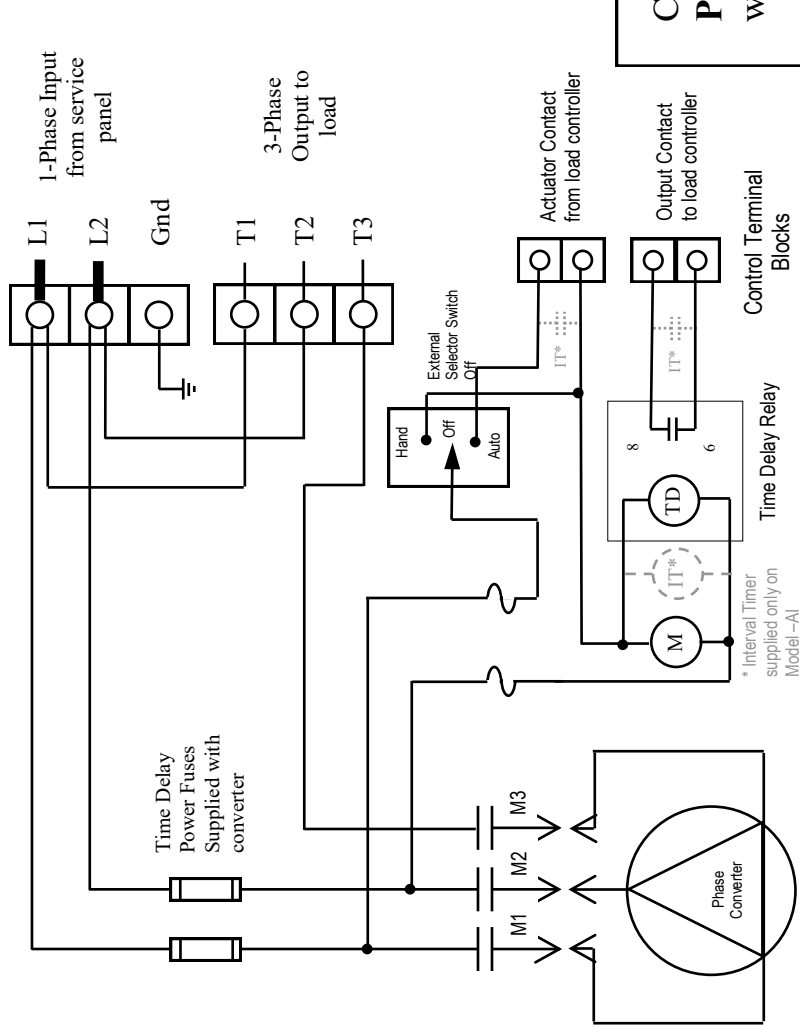 1-Phase Input
from service
panel
L1
L2
Gnd
3-Phase
Output to
load
T1
T2
T3
Time Delay
Power Fuses
Supplied with
converter
External
Selector Switch
Off
Hand
Off
Auto
Actuator Contact
from load controller
IT*
Output Contact
to load controller
IT*
Control Terminal
Blocks
8
6
TD
Time Delay Relay
IT*
M
* Interval Timer
supplied only on
Model –AI
M1
M2
M3
Phase
Converter
C
P
w